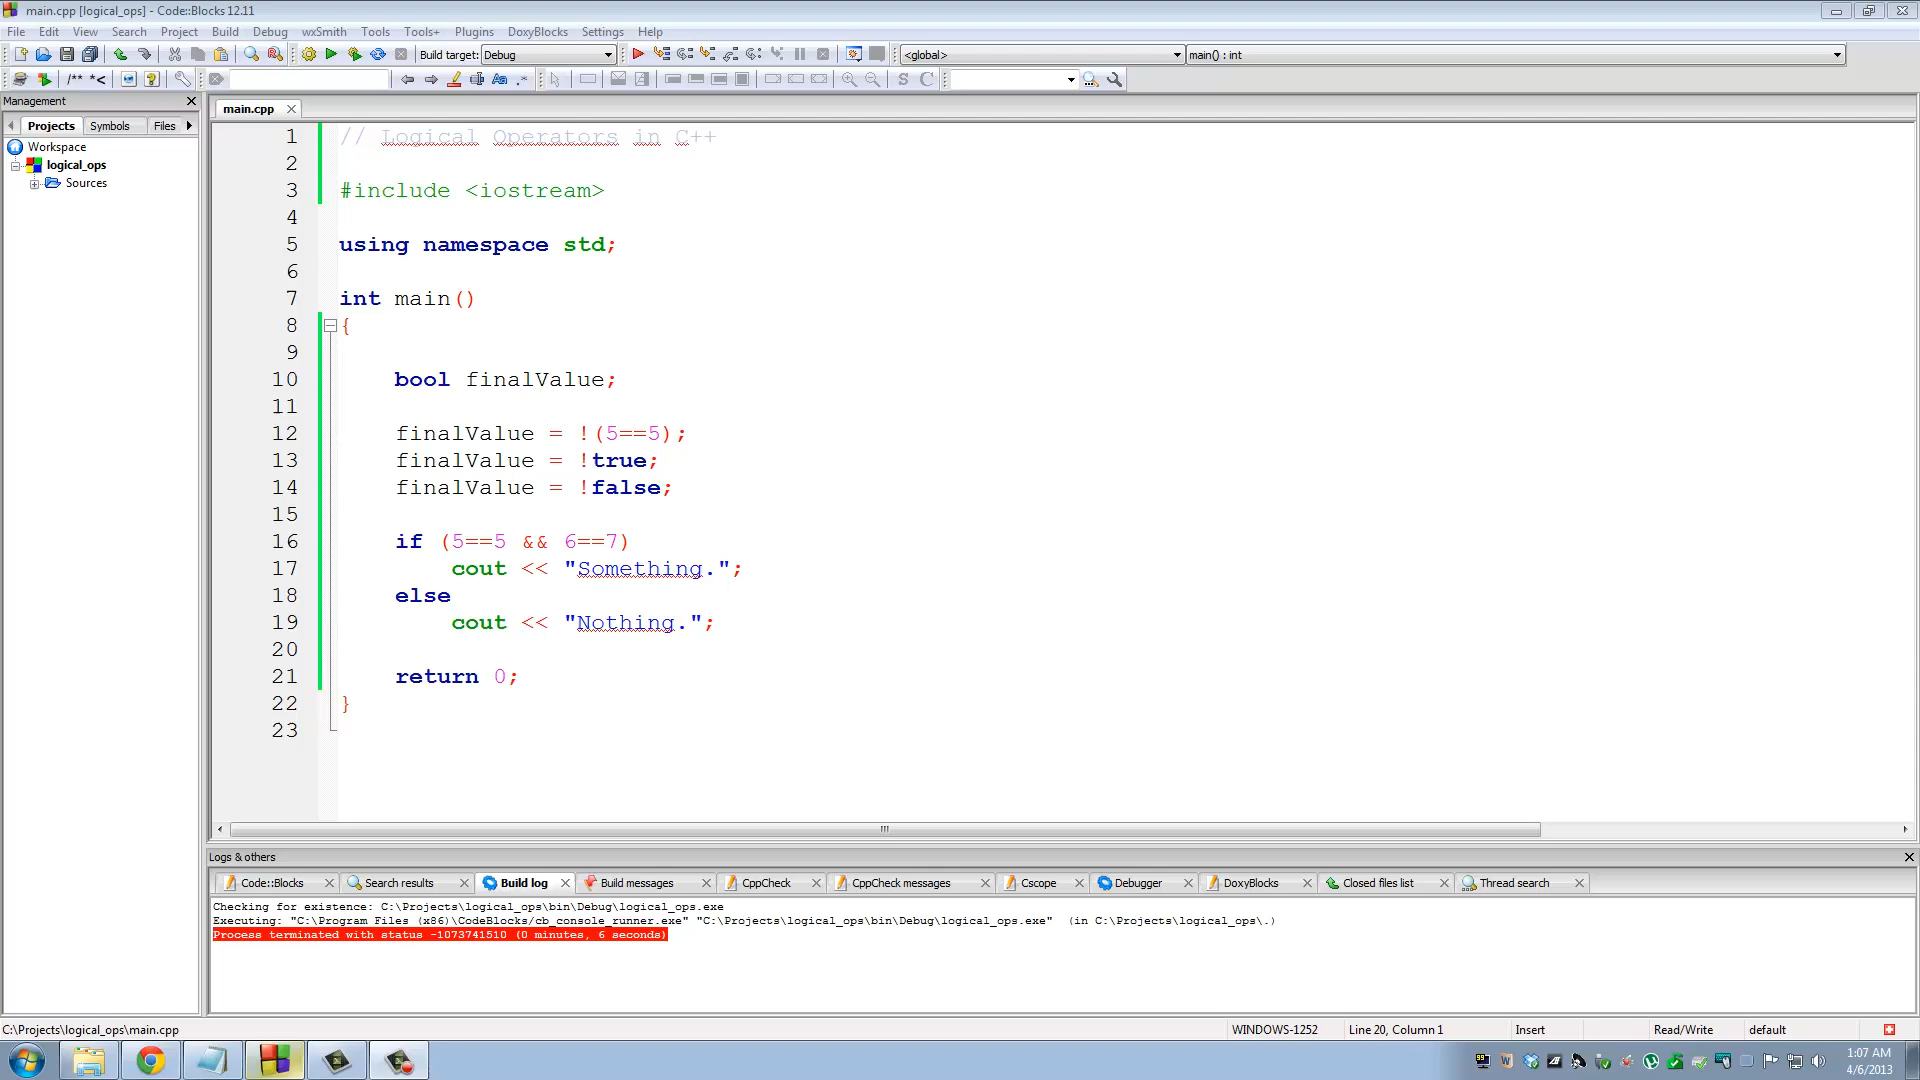 main.cpp [logical_ops] - Code::Blocks 12.11
File Edit View Search Project Build Debug wxSmith Tools Tools+ Plugins DoxyBlocks Settings Help
Build target: Debug <global> main() : int
/** *< Aa .* S C
Management
Projects Symbols Files
Workspace
logical_ops
Sources
main.cpp
1 // Logical Operators in C++
2
3 #include <iostream>
4
5 using namespace std;
6
7 int main()
8 {
9
10 bool finalValue;
11
12 finalValue = !(5==5);
13 finalValue = !true;
14 finalValue = !false;
15
16 if (5==5 && 6==7)
17 cout << "Something.";
18 else
19 cout << "Nothing.";
20
21 return 0;
22 }
23
Logs & others
Code::Blocks Search results Build log Build messages CppCheck CppCheck messages Cscope Debugger DoxyBlocks Closed files list Thread search
Checking for existence: C:\Projects\logical_ops\bin\Debug\logical_ops.exe
Executing: "C:\Program Files (x86)\CodeBlocks/cb_console_runner.exe" "C:\Projects\logical_ops\bin\Debug\logical_ops.exe" (in C:\Projects\logical_ops\.)
Process terminated with status -1073741510 (0 minutes, 6 seconds)
C:\Projects\logical_ops\main.cpp WINDOWS-1252 Line 20, Column 1 Insert Read/Write default
1:07 AM
4/6/2013